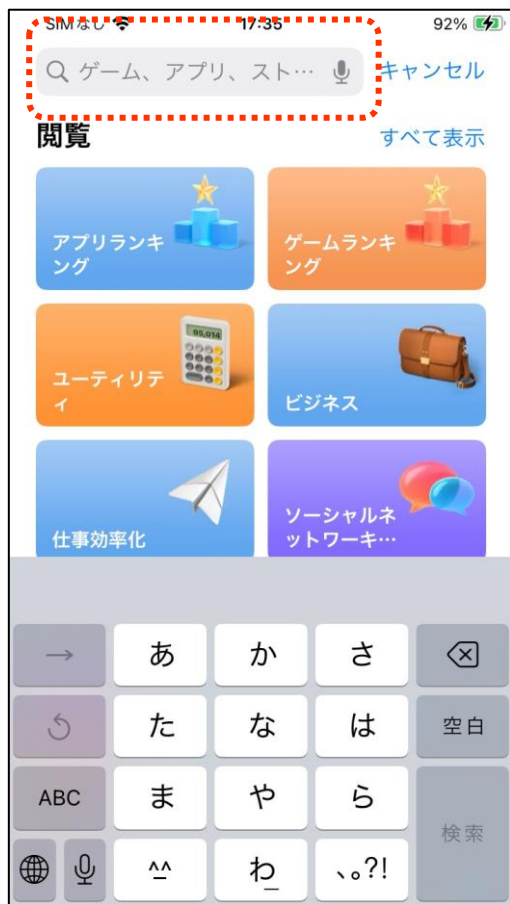 SIMなし 17:35 92%
ゲーム、アプリ、スト… キャンセル
閲覧 すべて表示
アプリランキ
ング
ゲームランキ
ング
95,014
ユーティリテ
ィ
ビジネス
仕事効率化
ソーシャルネ
ットワーキ…
→ あ か さ
た な は 空白
ABC ま や ら
検索
^^ わ 、。?!